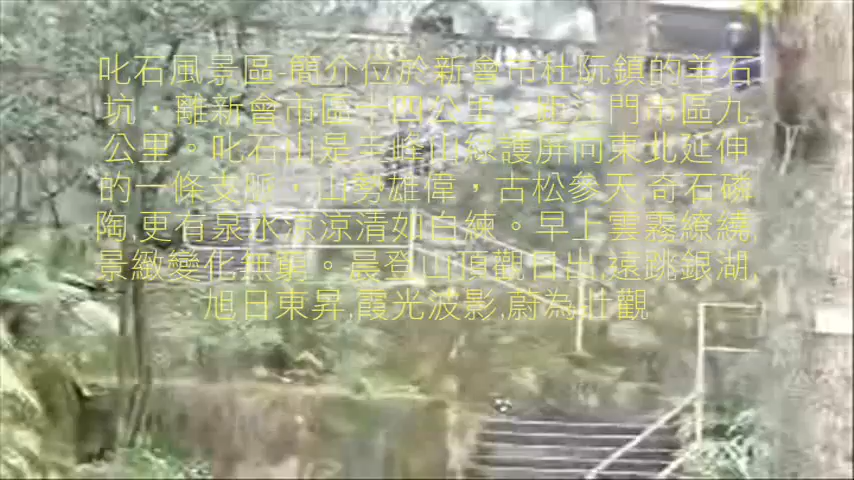 叱石風景區-簡介位於新會市杜阮鎮的羊石
坑，離新會市區十四公里，距江門市區九
公里。叱石山是圭峰山綠護屏向東北延伸
的一條支脈，山勢雄偉，古松參天,奇石磷
陶,更有泉水涼涼清如白練。早上雲霧繚繞,
景緻變化無窮。晨登山頂觀日出,遠跳銀湖,
旭日東昇,霞光波影,蔚為壯觀